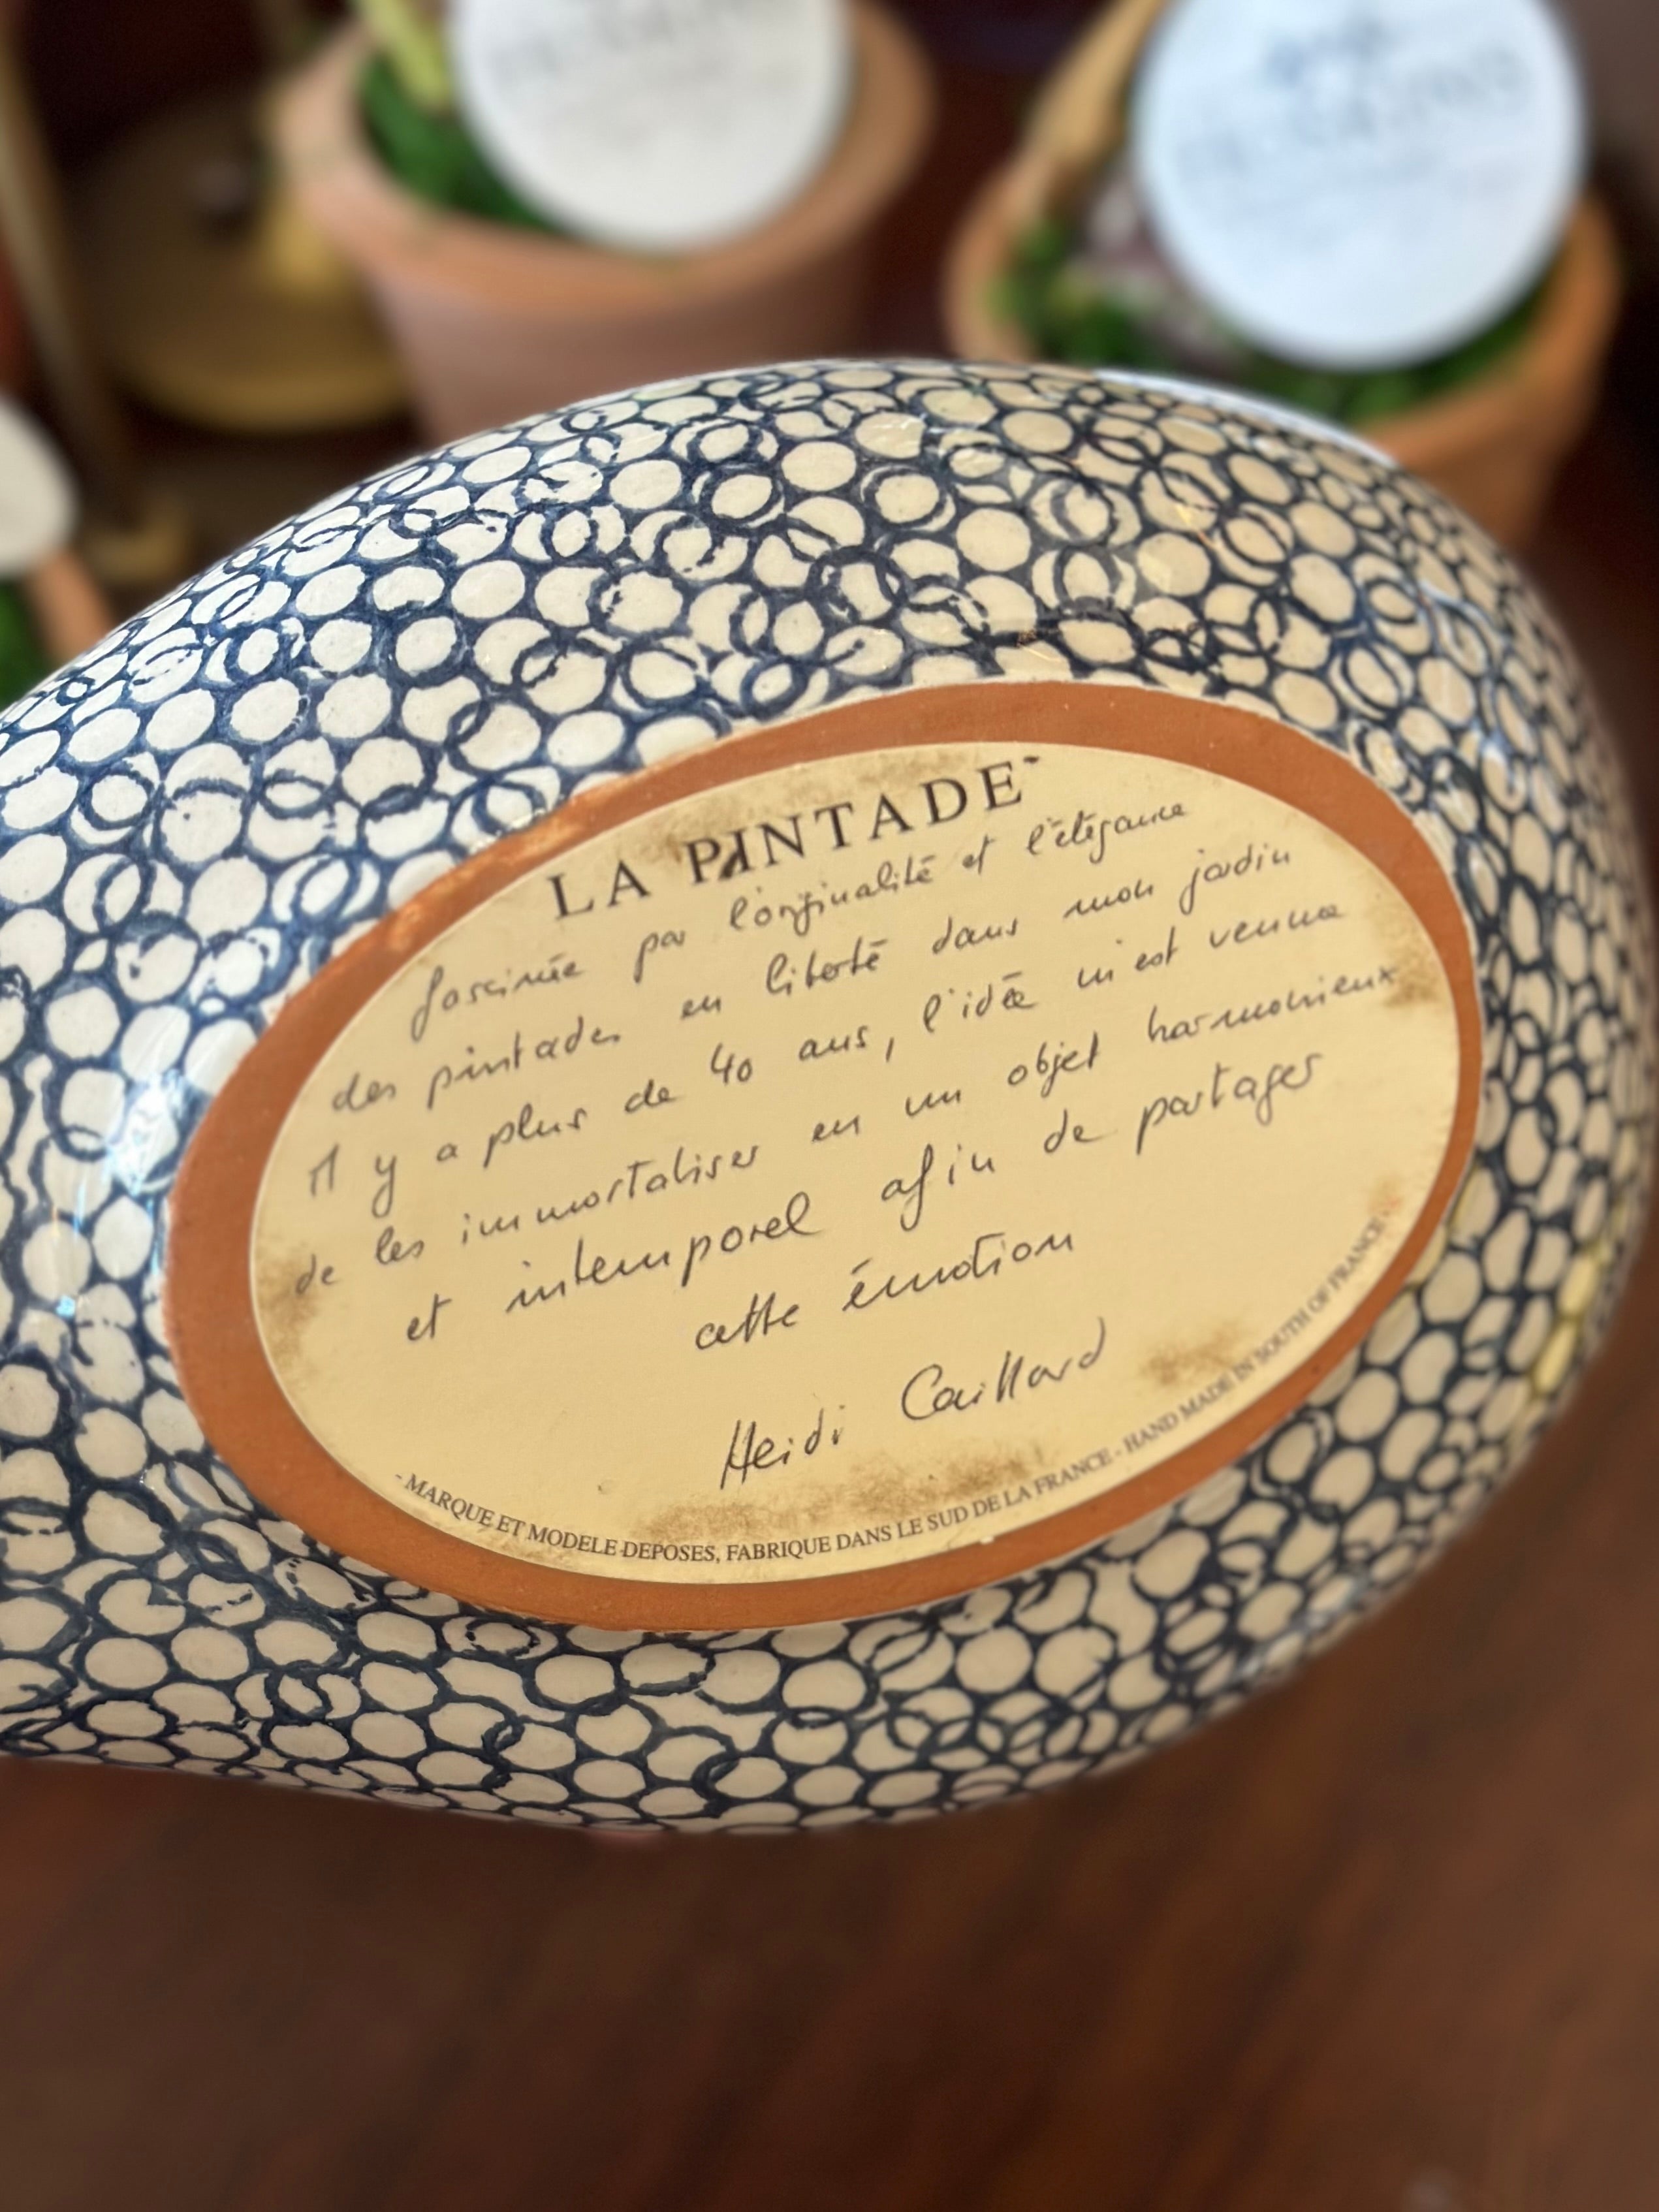 LA PINTADE
fascinée par l'originalité et l'élégance
des pintades en liberté dans mon jardin
Il y a plus de 40 ans, l'idée m'est venue
de les immortaliser en un objet harmonieux
et intemporel afin de partager
cette émotion
Heidi Caillard
- MARQUE ET MODELE DEPOSES, FABRIQUE DANS LE SUD DE LA FRANCE - HAND MADE IN SOUTH OF FRANCE -